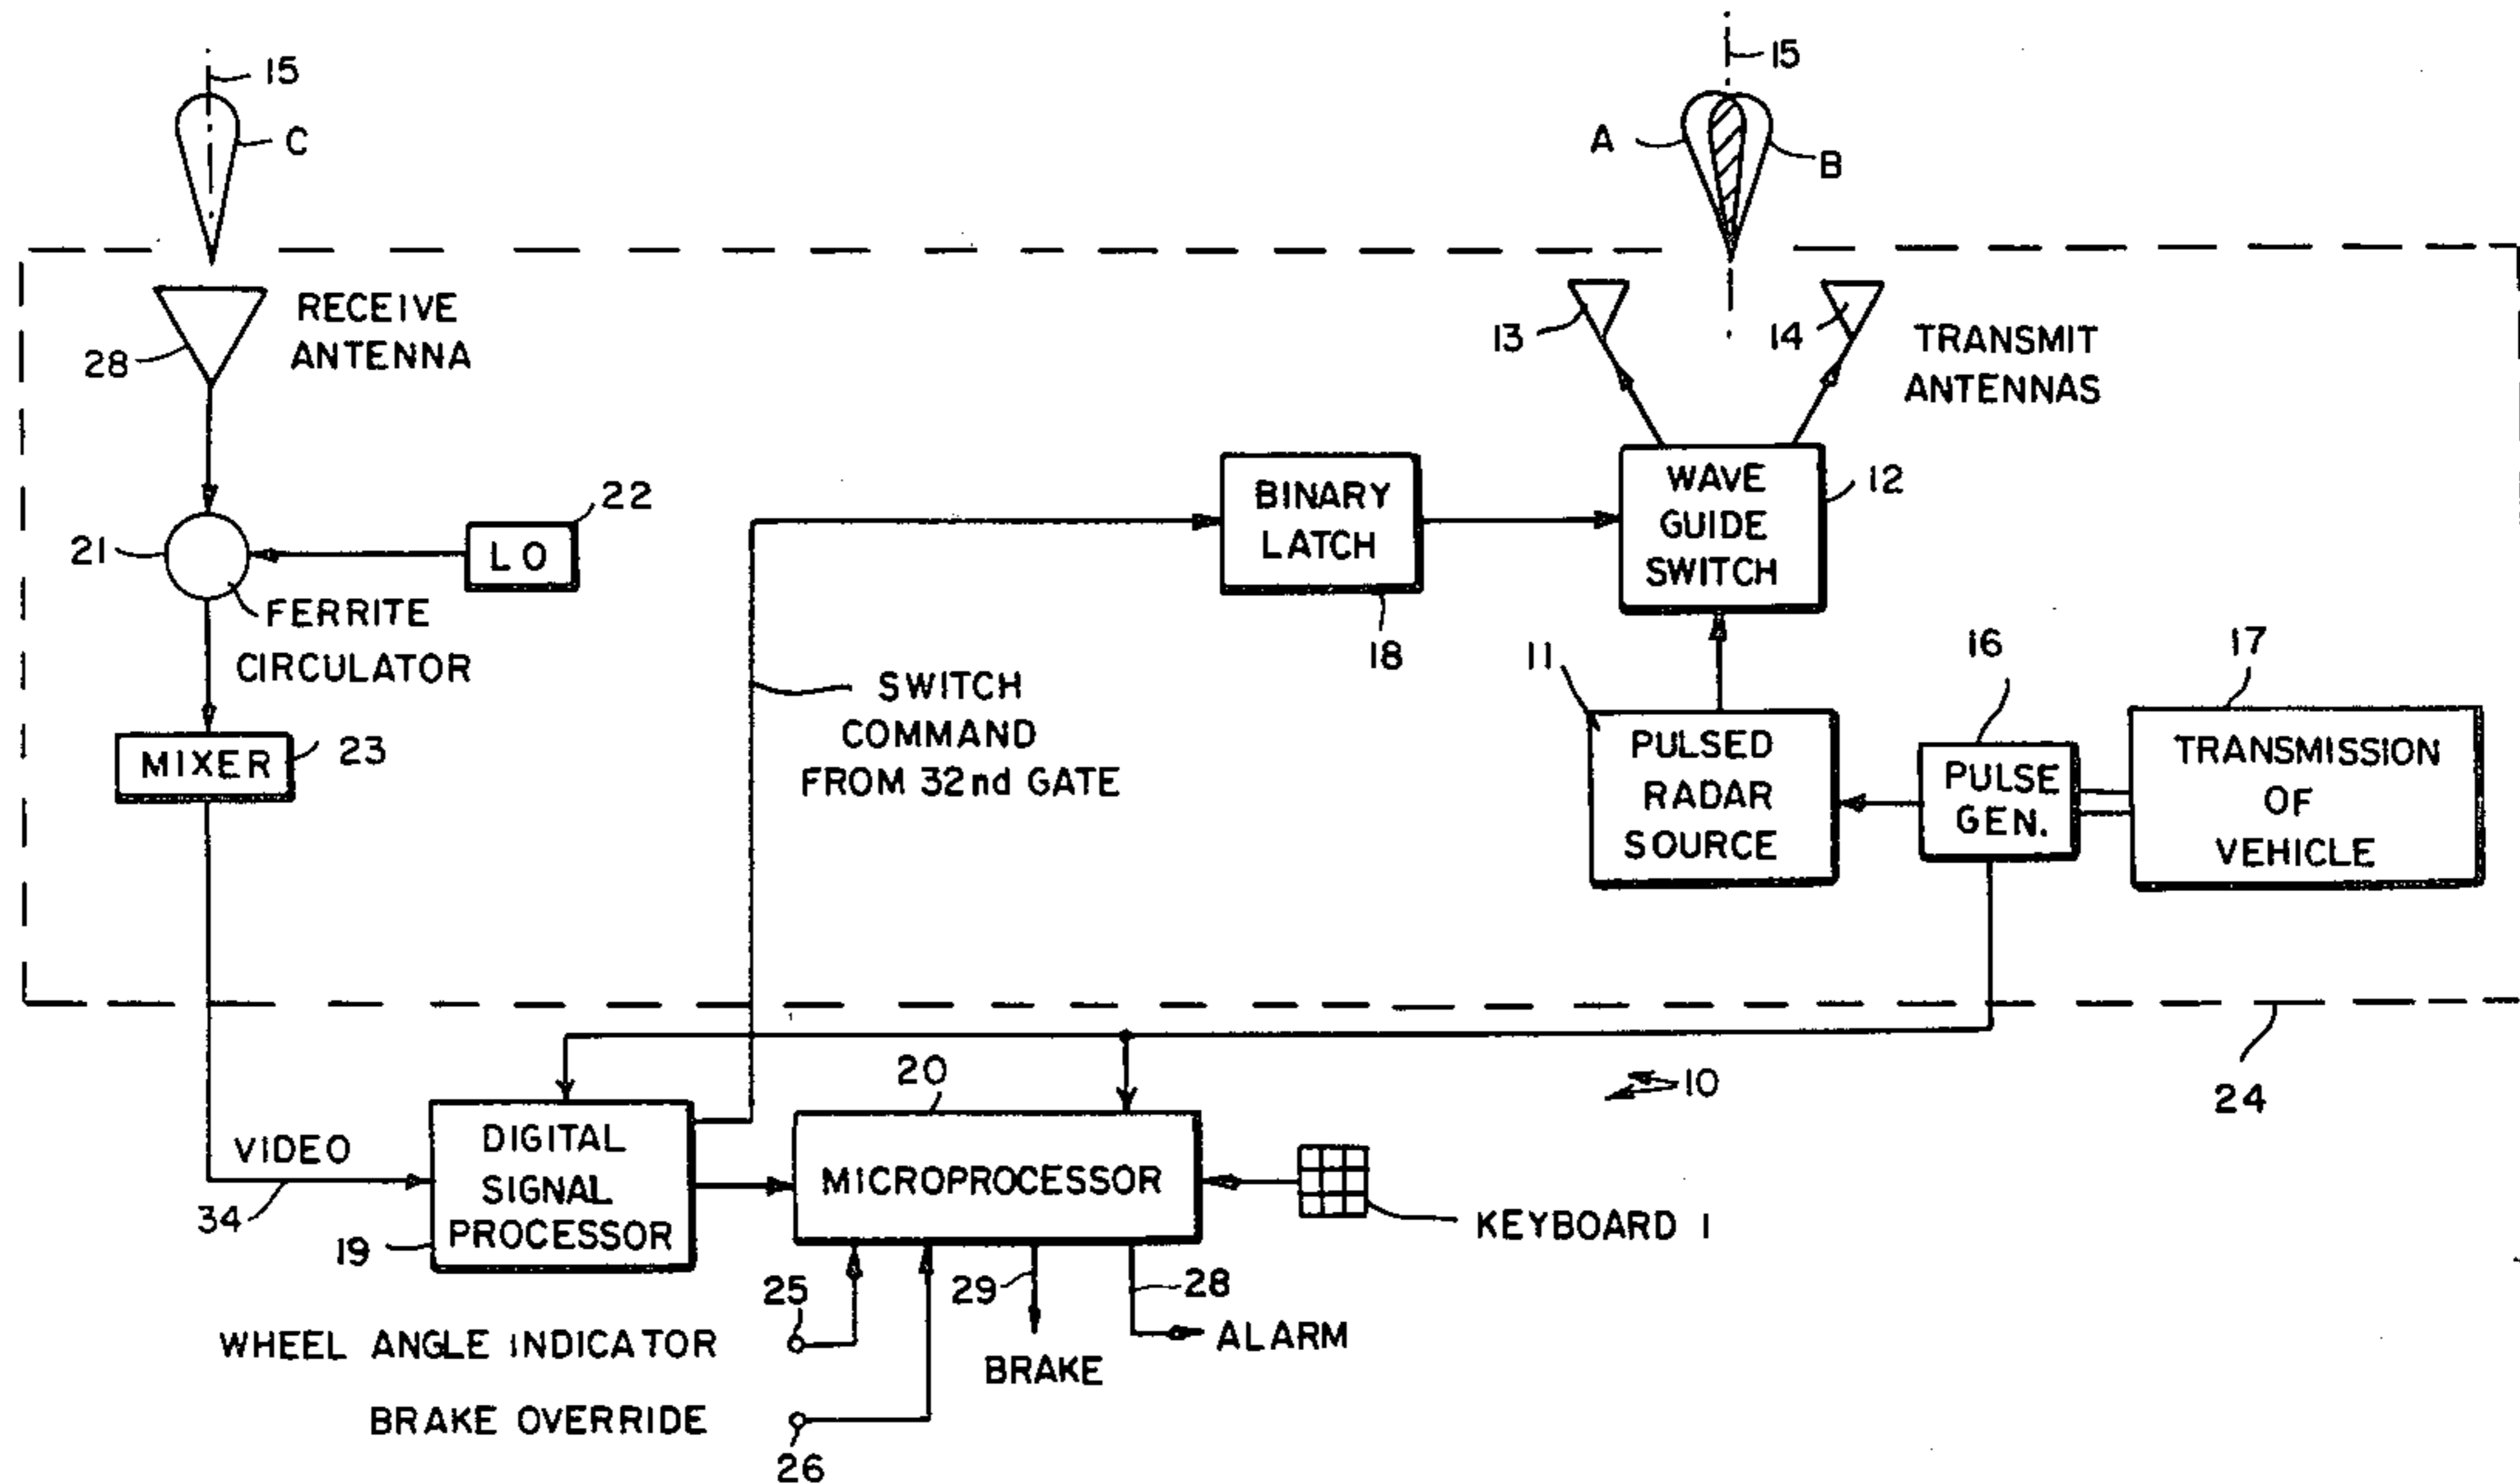 15
C
15
A
B
RECEIVE
ANTENNA
28
13
14
TRANSMIT
ANTENNAS
22
LO
21
FERRITE
CIRCULATOR
BINARY
LATCH
18
WAVE
GUIDE
SWITCH
12
SWITCH
COMMAND
FROM 32nd GATE
MIXER
23
11
PULSED
RADAR
SOURCE
16
PULSE
GEN.
17
TRANSMISSION
OF
VEHICLE
10
24
VIDEO
34
DIGITAL
SIGNAL
PROCESSOR
19
20
MICROPROCESSOR
KEYBOARD 1
25
29
28
WHEEL ANGLE INDICATOR
BRAKE
ALARM
BRAKE OVERRIDE
26